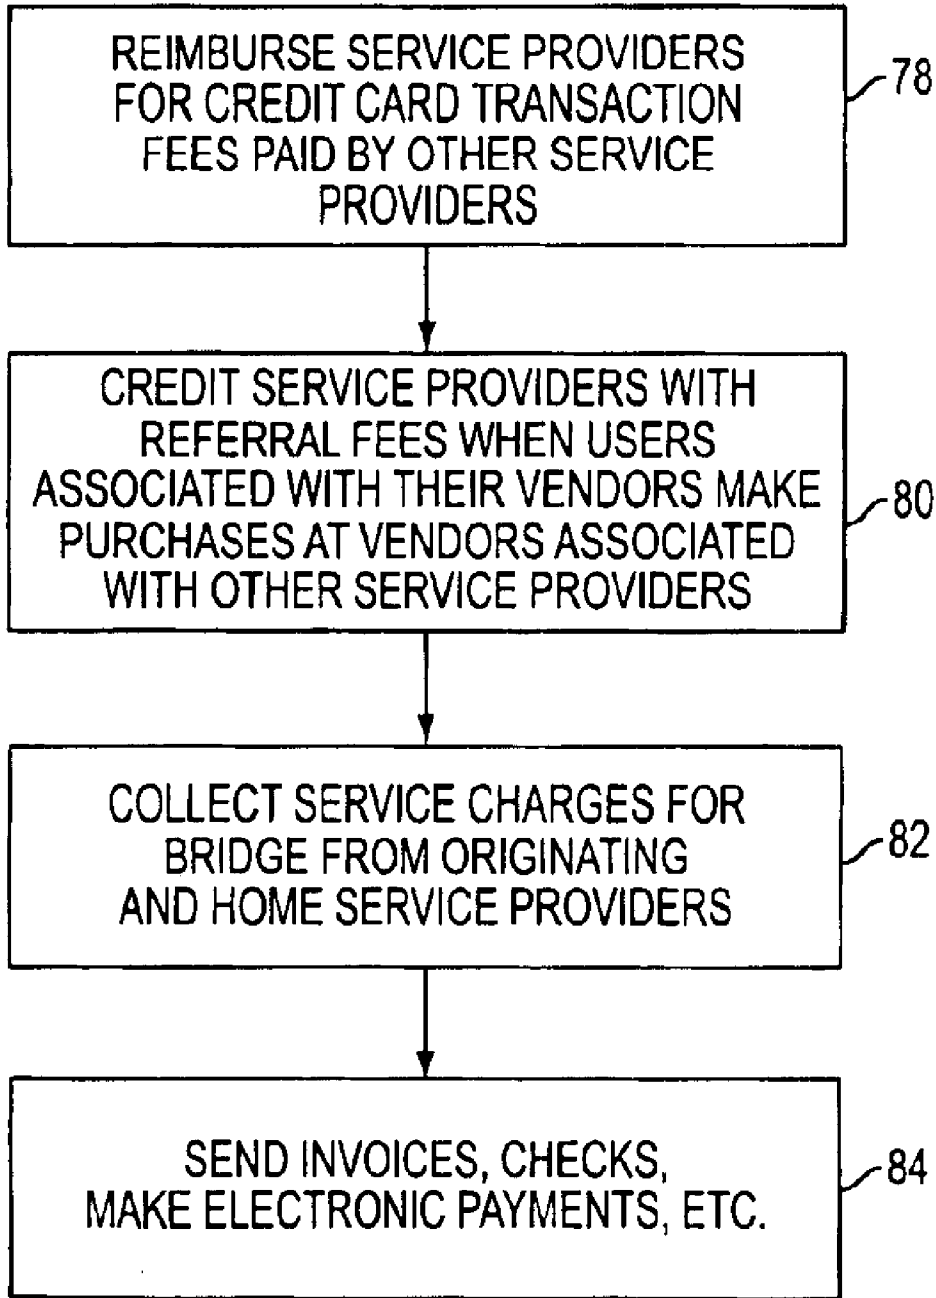 REIMBURSE SERVICE PROVIDERS
FOR CREDIT CARD TRANSACTION
FEES PAID BY OTHER SERVICE
PROVIDERS
78
CREDIT SERVICE PROVIDERS WITH
REFERRAL FEES WHEN USERS
ASSOCIATED WITH THEIR VENDORS MAKE
PURCHASES AT VENDORS ASSOCIATED
WITH OTHER SERVICE PROVIDERS
80
COLLECT SERVICE CHARGES FOR
BRIDGE FROM ORIGINATING
AND HOME SERVICE PROVIDERS
82
SEND INVOICES, CHECKS,
MAKE ELECTRONIC PAYMENTS, ETC.
84